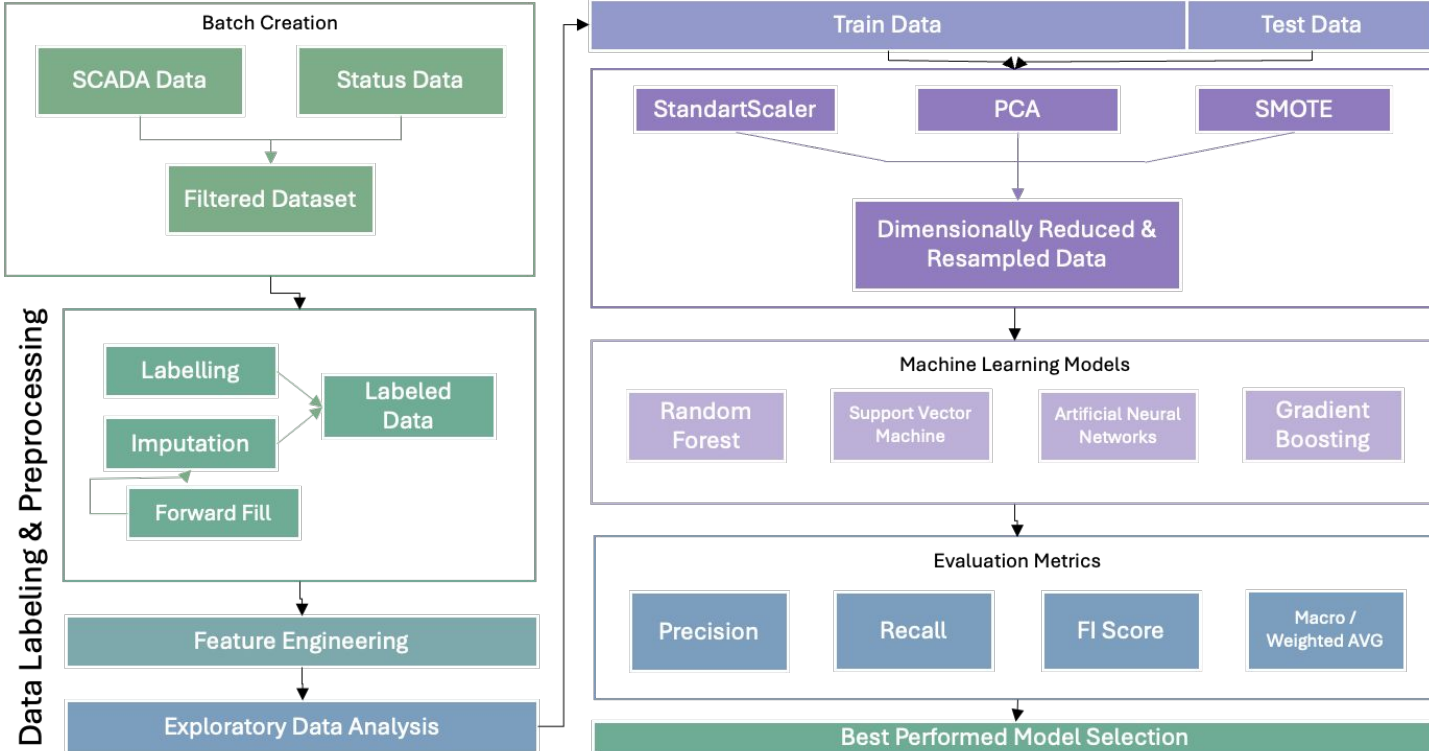 Batch Creation
SCADA Data
Status Data
Filtered Dataset
Data Labeling & Preprocessing
Labelling
Imputation
Forward Fill
Labeled
Data
Feature Engineering
Exploratory Data Analysis
Train Data
Test Data
StandartScaler
PCA
SMOTE
Dimensionally Reduced &
Resampled Data
Machine Learning Models
Random
Forest
Support Vector
Machine
Artificial Neural
Networks
Gradient
Boosting
Evaluation Metrics
Precision
Recall
FI Score
Macro /
Weighted AVG
Best Performed Model Selection